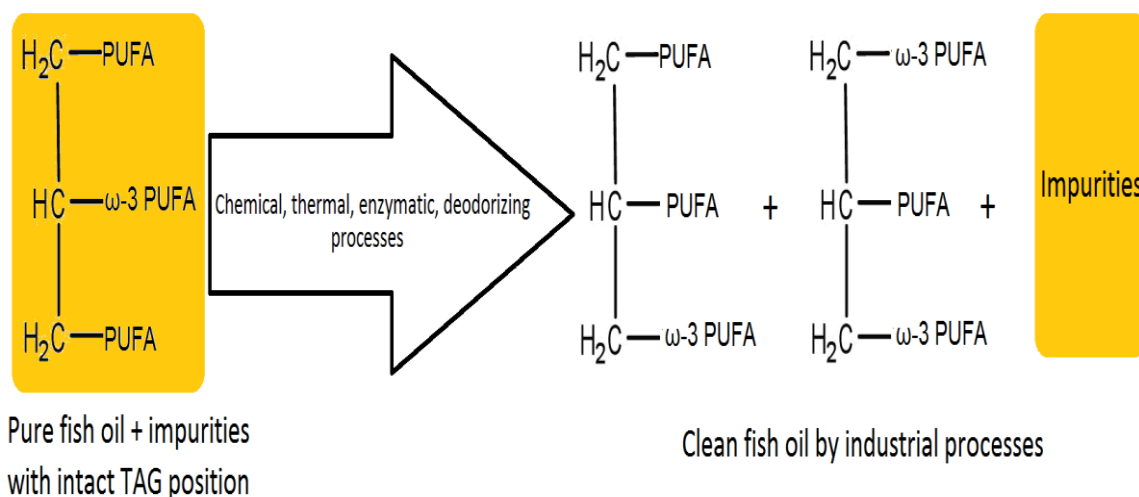 H₂C—PUFA
HC—ω-3 PUFA
H₂C—PUFA
Pure fish oil + impurities
with intact TAG position
Chemical, thermal, enzymatic, deodorizing
processes
H₂C—PUFA
HC—PUFA
H₂C—ω-3 PUFA
+
H₂C—ω-3 PUFA
HC—PUFA
H₂C—ω-3 PUFA
+
Impurities
Clean fish oil by industrial processes